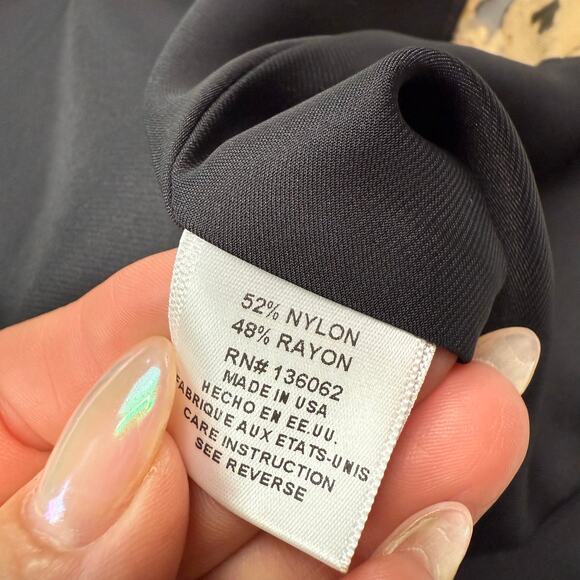 52% NYLON
48% RAYON
RN# 136062
MADE IN USA
HECHO EN EE.UU.
FABRIQUE AUX ETATS-UNIS
CARE INSTRUCTION
SEE REVERSE